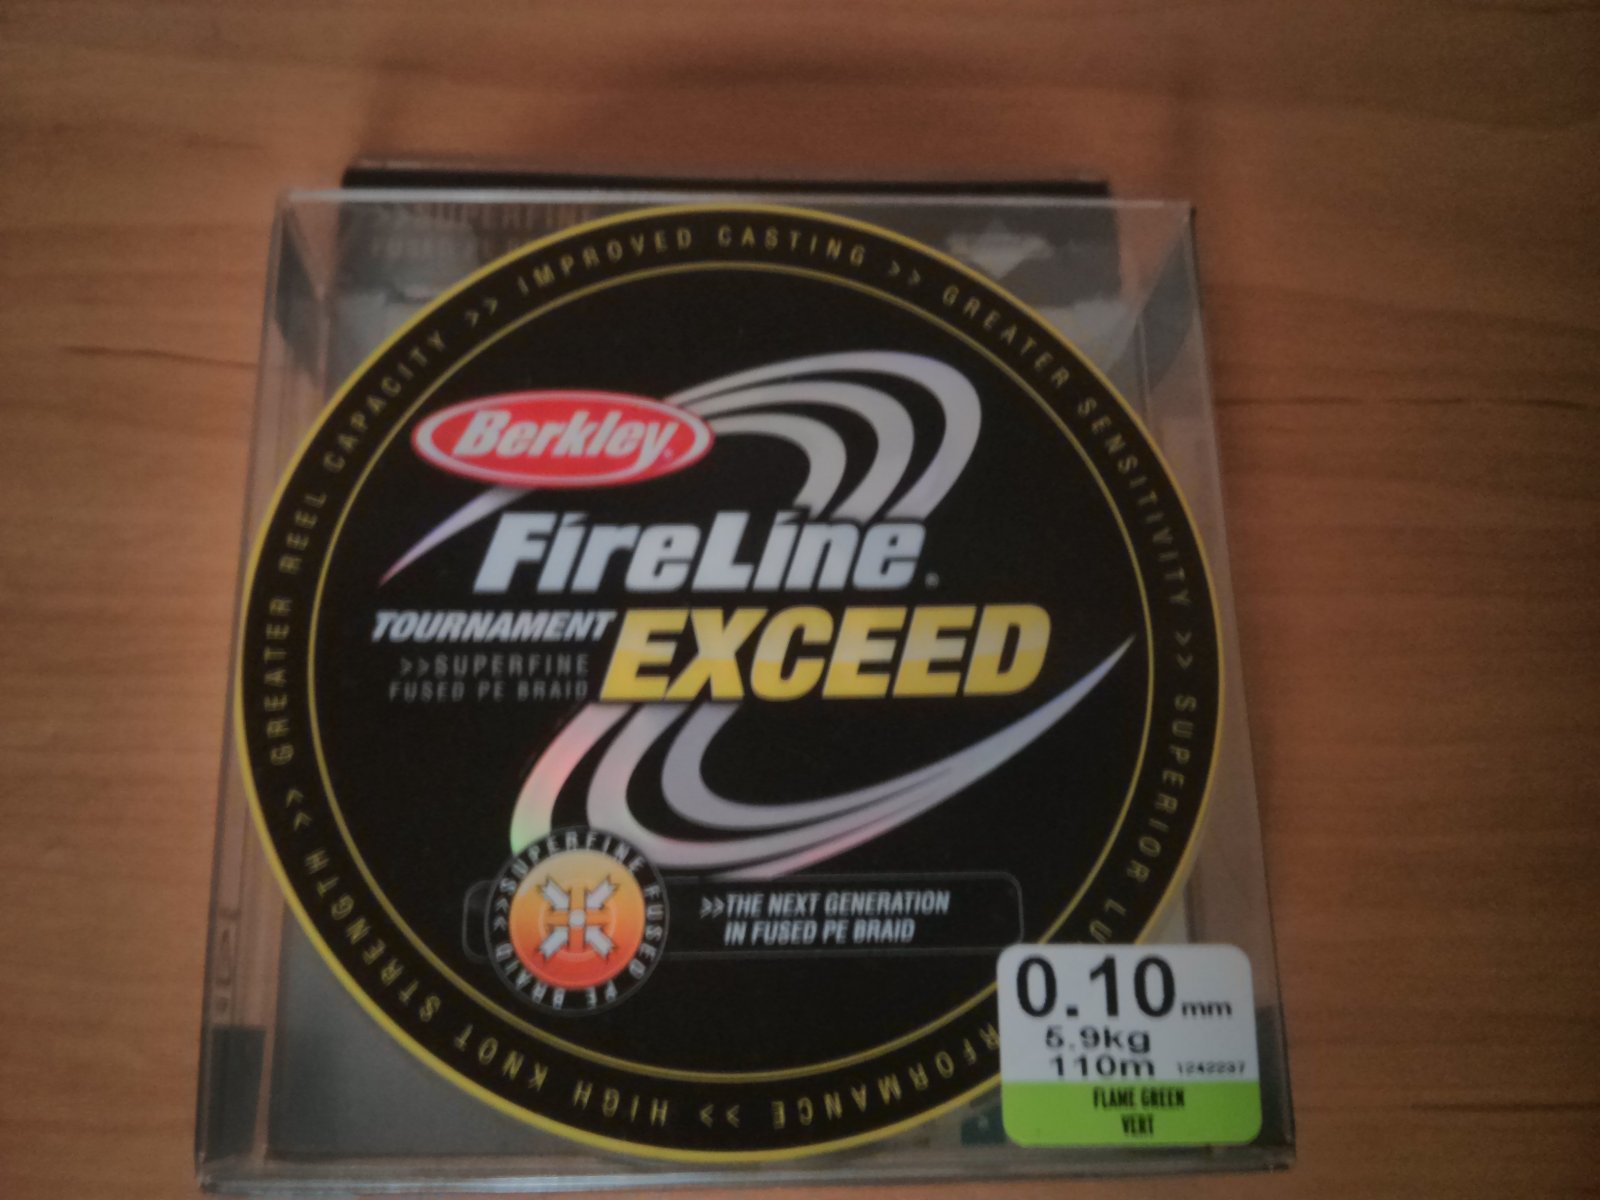 >> IMPROVED CASTING >> GREATER SENSITIVITY >> SUPERIOR
>> HIGH KNOT STRENGTH >> GREATER REEL CAPACITY
Berkley
FireLine
TOURNAMENT EXCEED
>>SUPERFINE
FUSED PE BRAID
>>SUPERFINE FUSED PE BRAID
>>THE NEXT GENERATION
IN FUSED PE BRAID
0.10mm
5.9kg
110m 1242297
FLAME GREEN
VERT